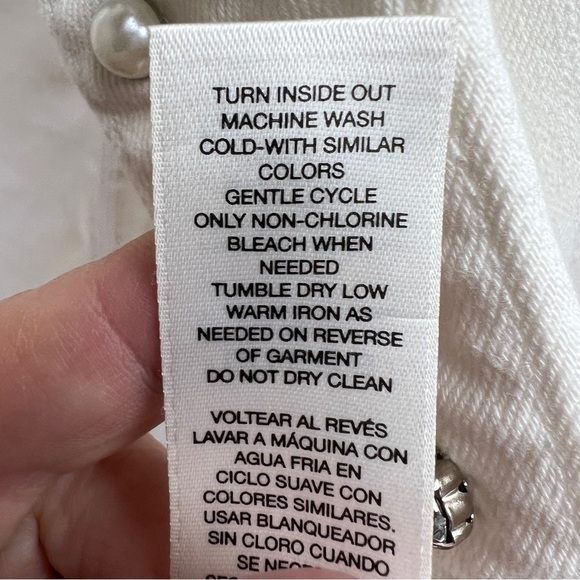 TURN INSIDE OUT
MACHINE WASH
COLD-WITH SIMILAR
COLORS
GENTLE CYCLE
ONLY NON-CHLORINE
BLEACH WHEN
NEEDED
TUMBLE DRY LOW
WARM IRON AS
NEEDED ON REVERSE
OF GARMENT
DO NOT DRY CLEAN
VOLTEAR AL REVÉS
LAVAR A MÁQUINA CON
AGUA FRIA EN
CICLO SUAVE CON
COLORES SIMILARES.
USAR BLANQUEADOR
SIN CLORO CUANDO
SE